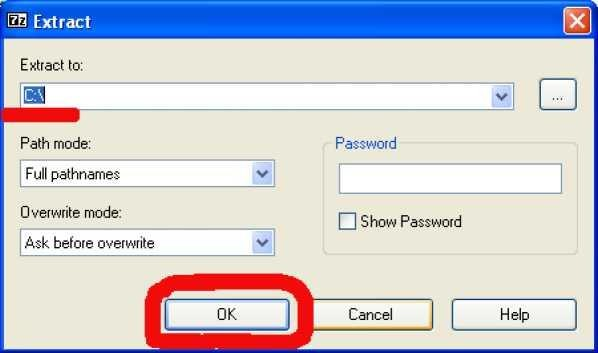 7z Extract
Extract to:
C:\
...
Path mode:
Full pathnames
Password
Overwrite mode:
Show Password
Ask before overwrite
OK
Cancel
Help